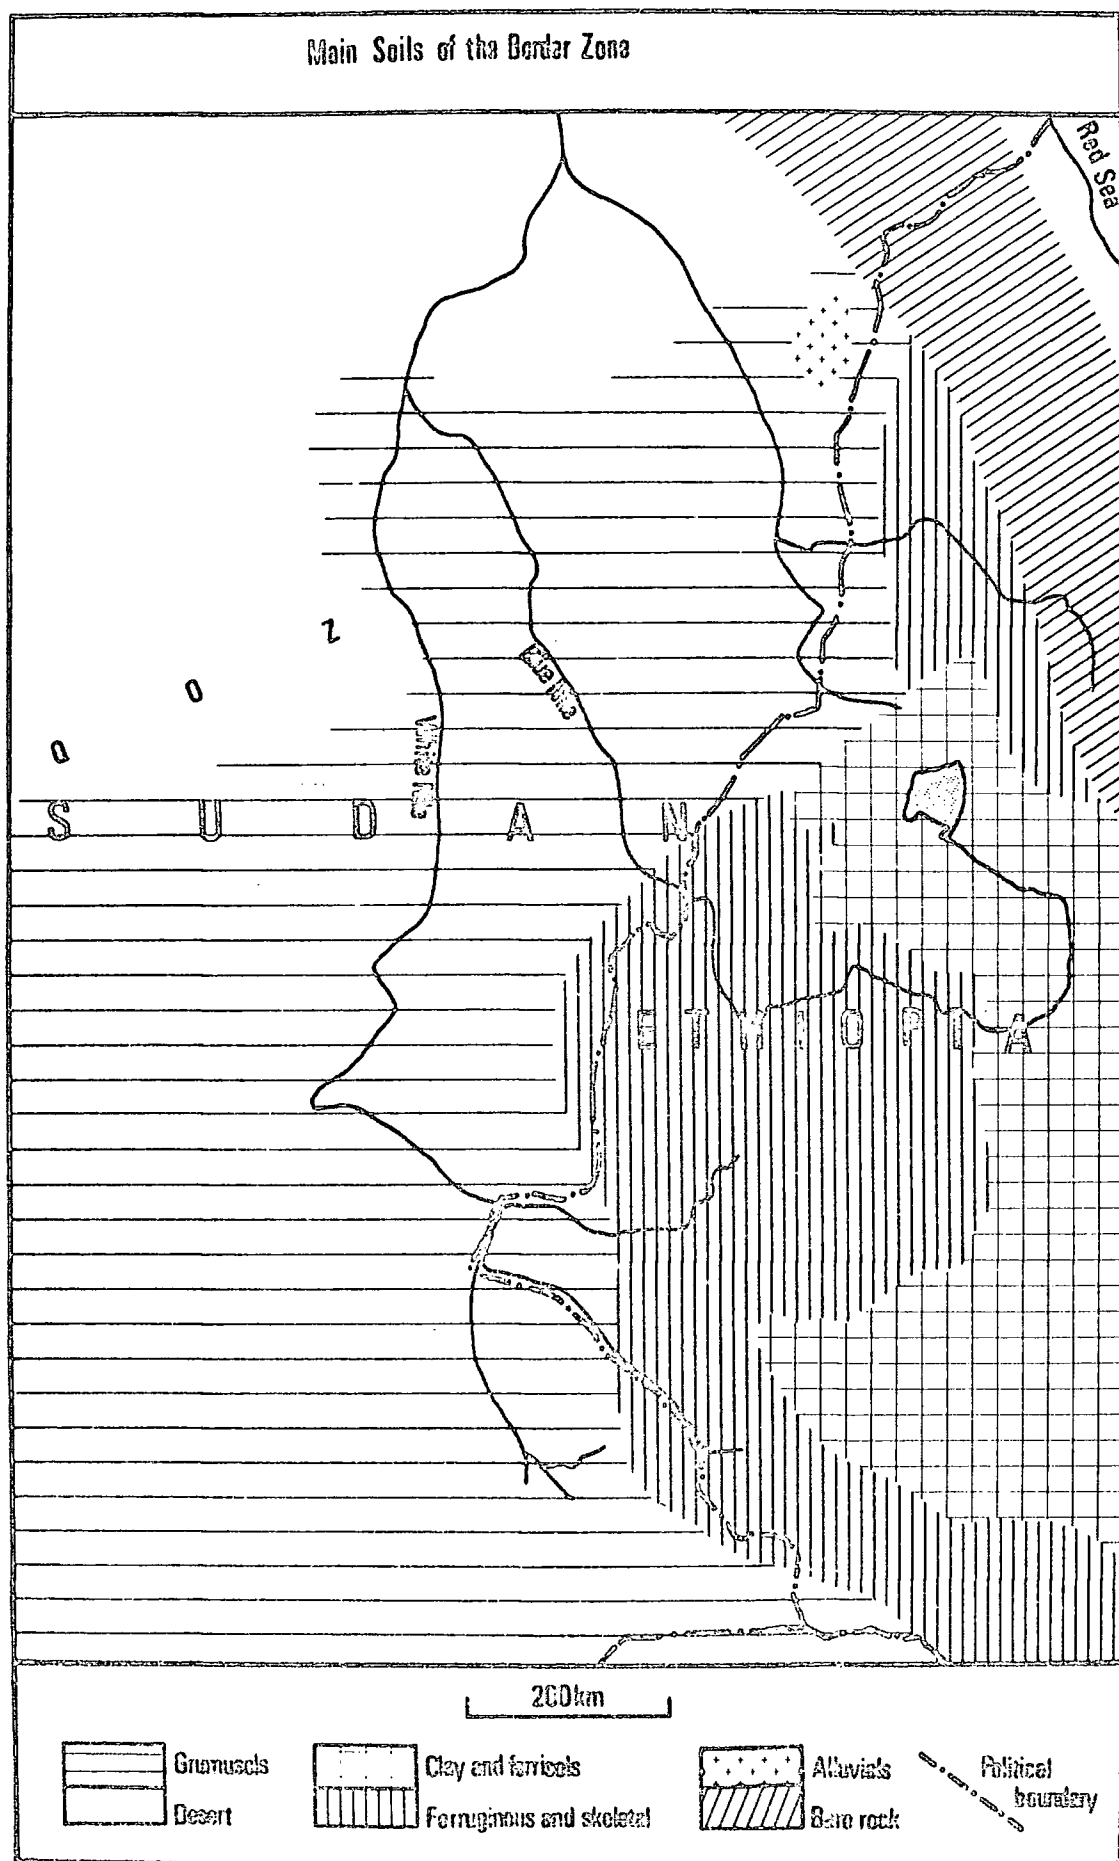 Main Soils of the Border Zone
Red Sea
Blue Nile
White Nile
Z
O
O
S U D A N
E T H I O P I A
200km
Grumusols
Clay and ferrisols
Alluvials
Political boundary
Desert
Ferruginous and skeletal
Bare rock